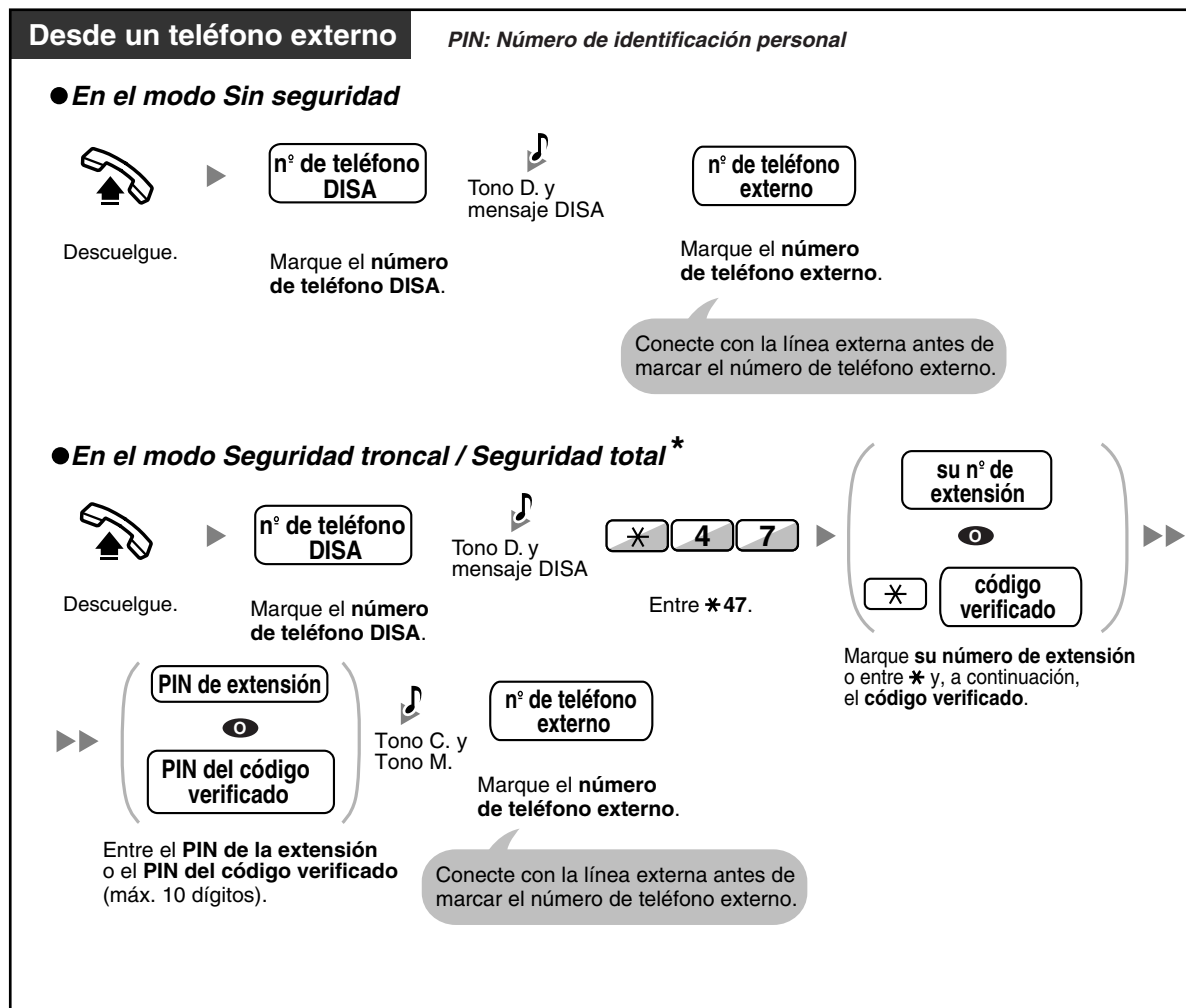 Desde un teléfono externo
PIN: Número de identificación personal
●En el modo Sin seguridad
nº de teléfono
DISA
Tono D. y
mensaje DISA
nº de teléfono
externo
Descuelgue.
Marque el número
de teléfono DISA.
Marque el número
de teléfono externo.
Conecte con la línea externa antes de
marcar el número de teléfono externo.
●En el modo Seguridad troncal / Seguridad total *
nº de teléfono
DISA
Tono D. y
mensaje DISA
* 4 7
su nº de
extensión
o
* código
verificado
Descuelgue.
Marque el número
de teléfono DISA.
Entre *47.
Marque su número de extensión
o entre * y, a continuación,
el código verificado.
PIN de extensión
o
PIN del código
verificado
Tono C. y
Tono M.
nº de teléfono
externo
Entre el PIN de la extensión
o el PIN del código verificado
(máx. 10 dígitos).
Marque el número
de teléfono externo.
Conecte con la línea externa antes de
marcar el número de teléfono externo.